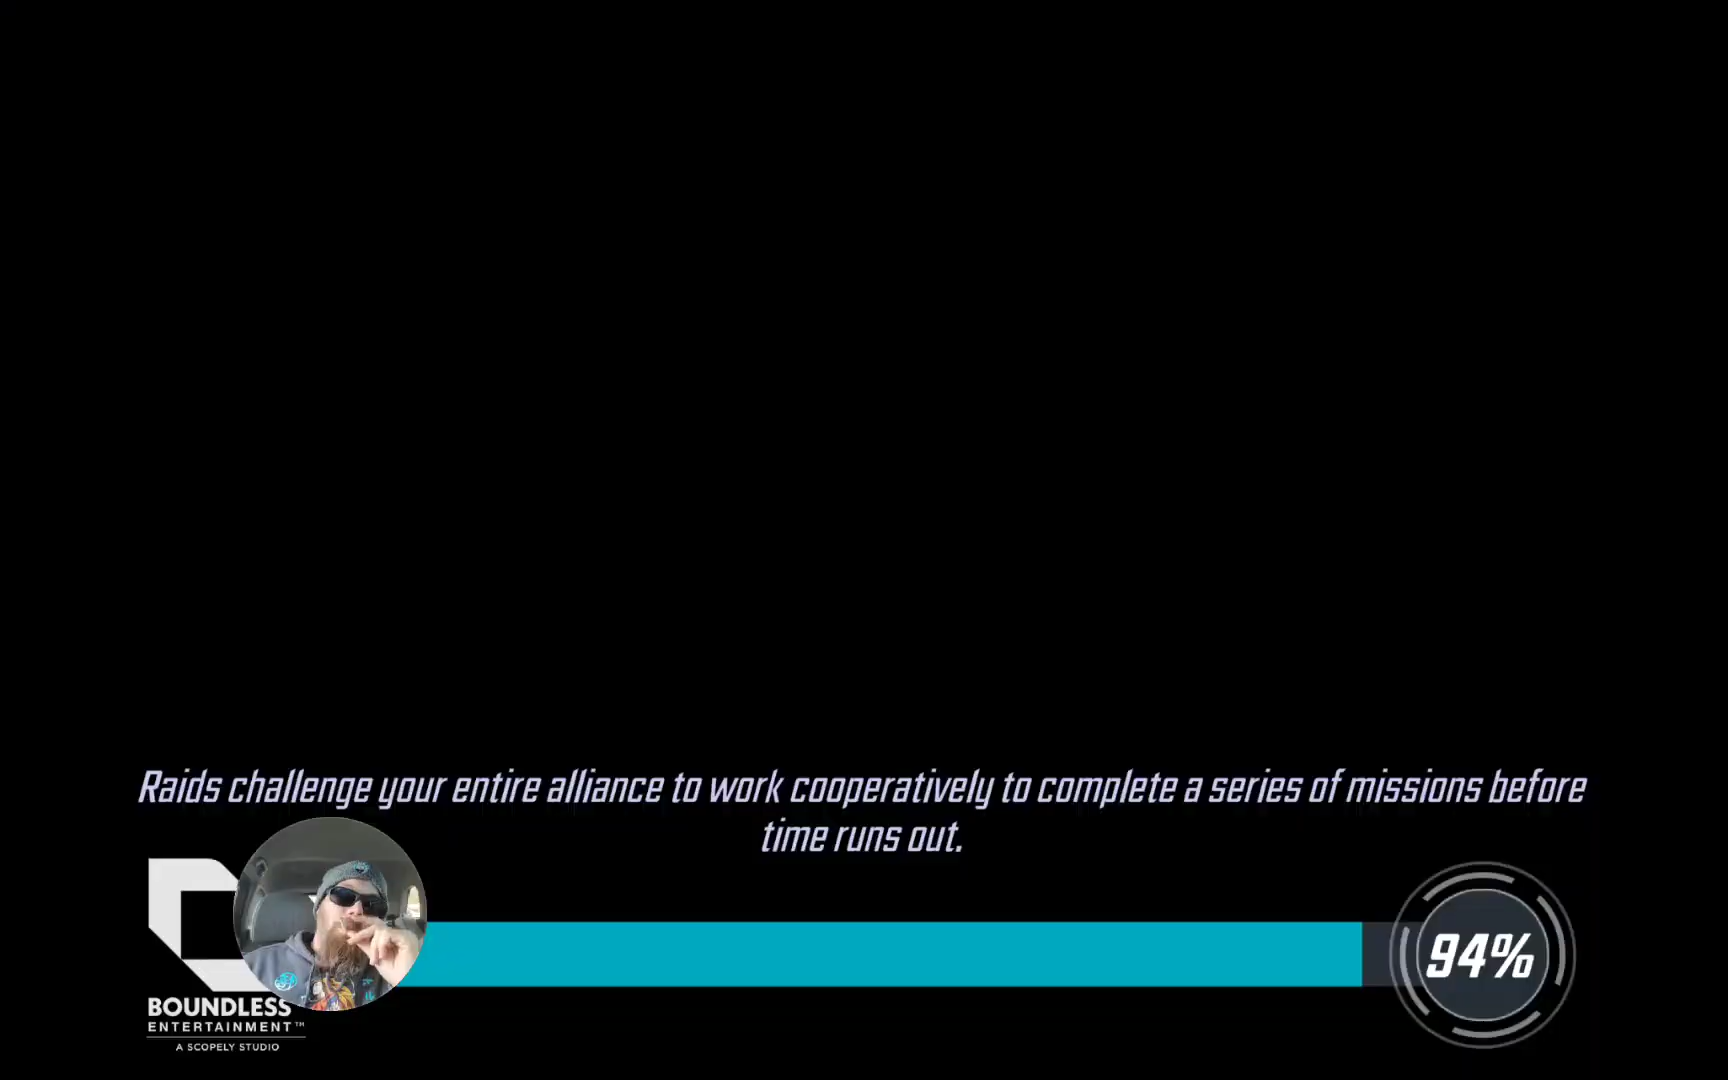 Raids challenge your entire alliance to work cooperatively to complete a series of missions before
time runs out.
94%
BOUNDLESS
ENTERTAINMENT™
A SCOPELY STUDIO